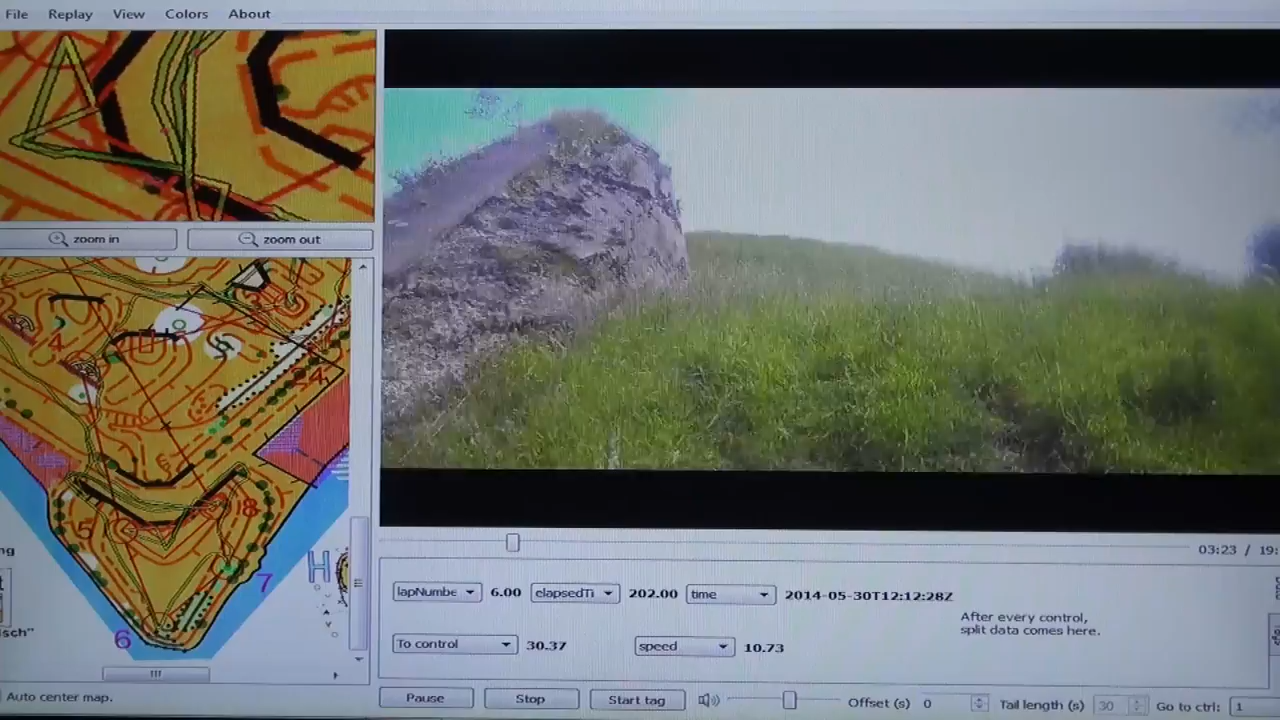 File Replay View Colors About
zoom in zoom out
3
4
24
5
8
7
6
H
ng
sch"
03:23 / 19:
lapNumbe 6.00 elapsedTi 202.00 time 2014-05-30T12:12:28Z
After every control,
split data comes here.
To control 30.37 speed 10.73
Auto center map.
Pause Stop Start tag Offset (s) 0 Tail length (s) 30 Go to ctrl: 1